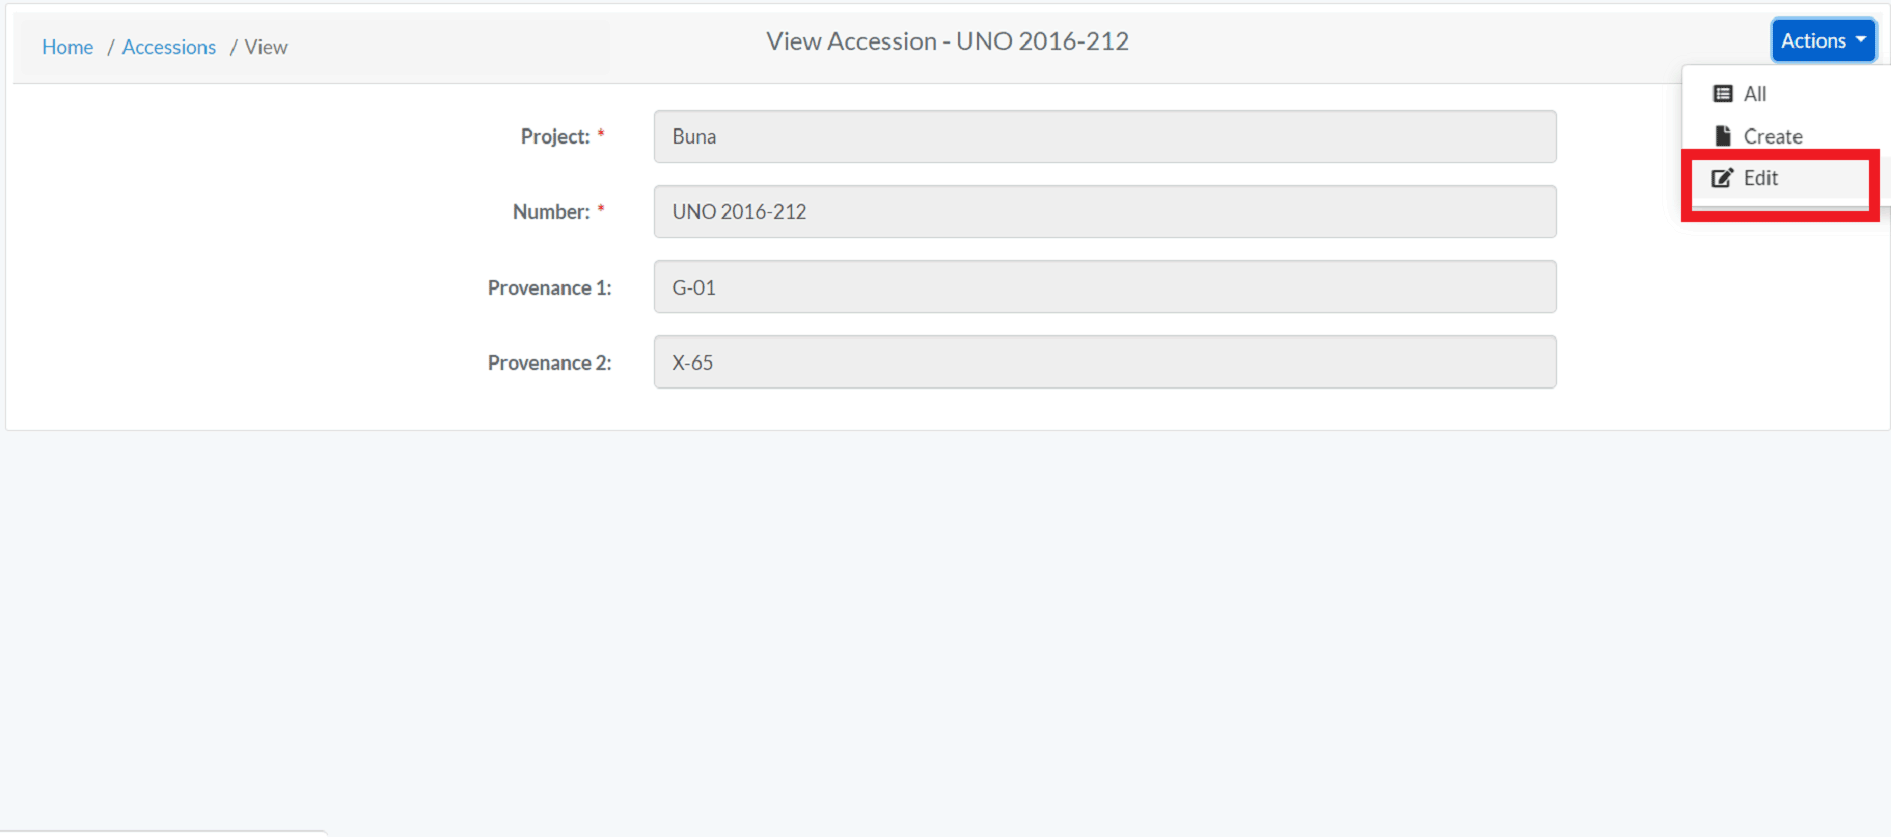 Home / Accessions / View
View Accession - UNO 2016-212
Actions
All
Create
Edit
Project: * Buna
Number: * UNO 2016-212
Provenance 1: G-01
Provenance 2: X-65